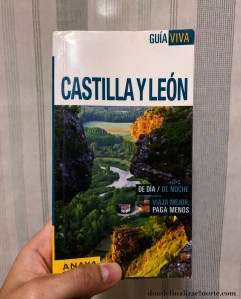 GUÍA VIVA
CASTILLA Y LEÓN
DE DÍA / DE NOCHE
VIAJA MEJOR,
PAGA MENOS
ANAYA
dondefinalizaelnorte.com